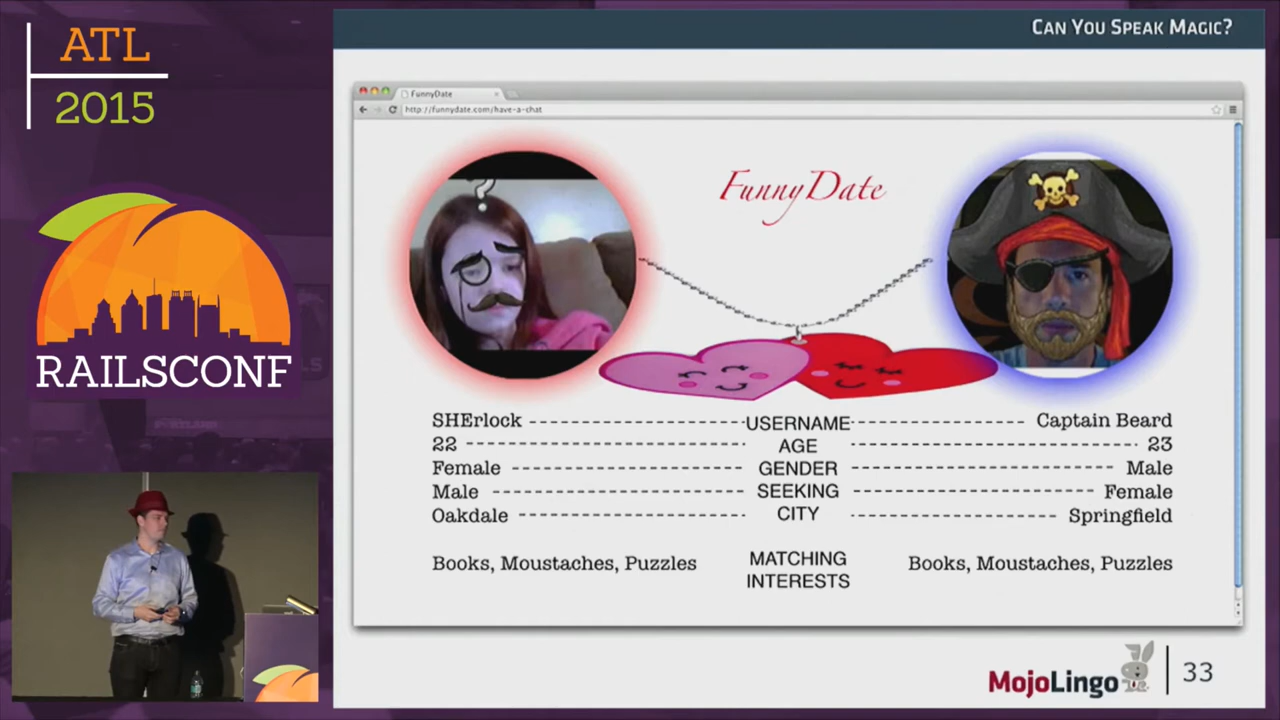 ATL
2015
RAILSCONF
CAN YOU SPEAK MAGIC?
FunnyDate
http://funnydate.com/have-a-chat
?
FunnyDate
SHErlock USERNAME Captain Beard
22 AGE 23
Female GENDER Male
Male SEEKING Female
Oakdale CITY Springfield
Books, Moustaches, Puzzles MATCHING INTERESTS Books, Moustaches, Puzzles
MojoLingo
33